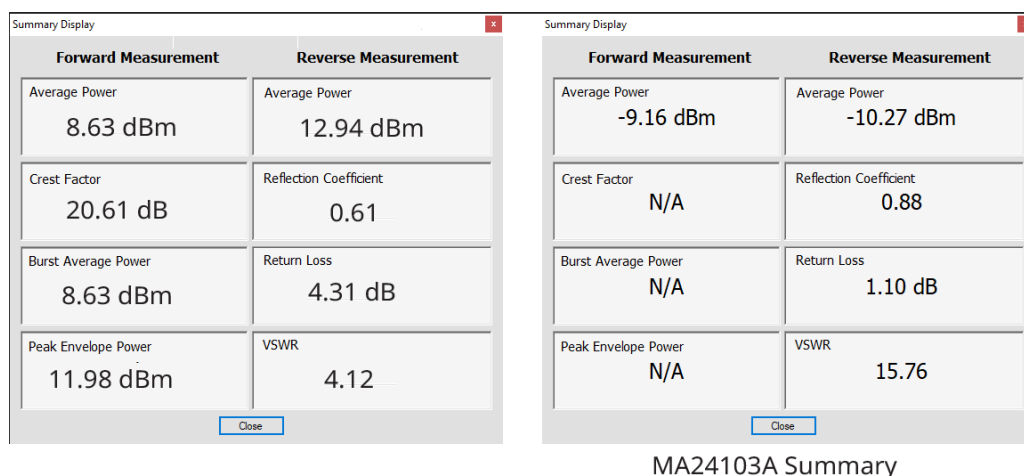 Summary Display
x
Forward Measurement
Reverse Measurement
Average Power
8.63 dBm
Average Power
12.94 dBm
Crest Factor
20.61 dB
Reflection Coefficient
0.61
Burst Average Power
8.63 dBm
Return Loss
4.31 dB
Peak Envelope Power
11.98 dBm
VSWR
4.12
Close
Summary Display
Forward Measurement
Reverse Measurement
Average Power
-9.16 dBm
Average Power
-10.27 dBm
Crest Factor
N/A
Reflection Coefficient
0.88
Burst Average Power
N/A
Return Loss
1.10 dB
Peak Envelope Power
N/A
VSWR
15.76
Close
MA24103A Summary